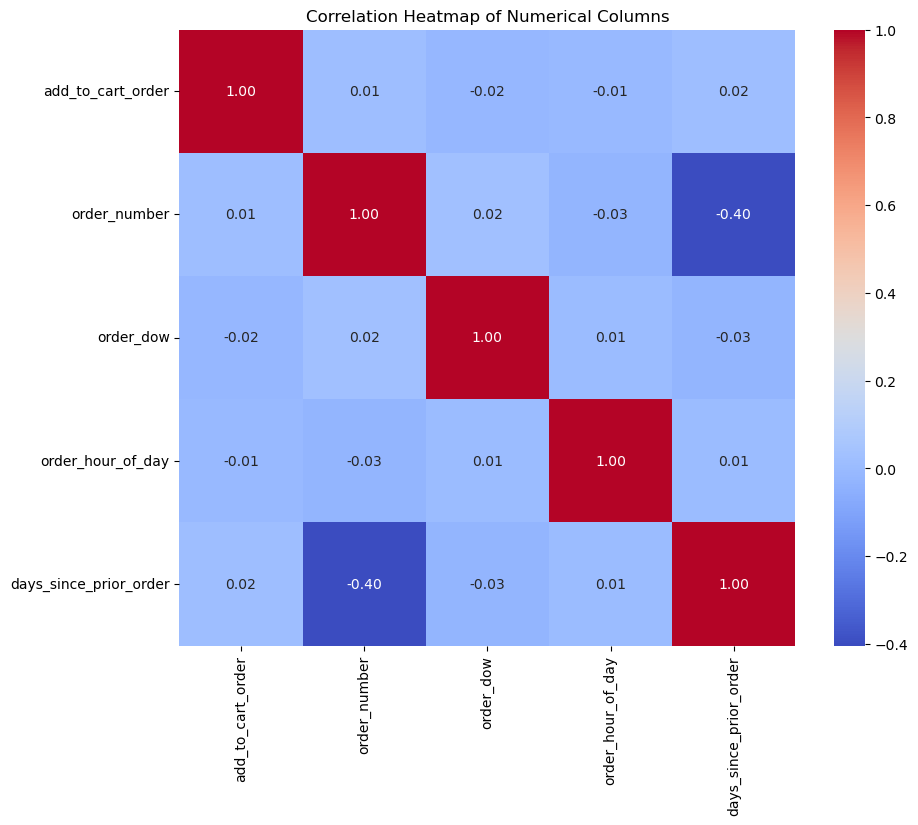 Correlation Heatmap of Numerical Columns
add_to_cart_order 1.00 0.01 -0.02 -0.01 0.02
order_number 0.01 1.00 0.02 -0.03 -0.40
order_dow -0.02 0.02 1.00 0.01 -0.03
order_hour_of_day -0.01 -0.03 0.01 1.00 0.01
days_since_prior_order 0.02 -0.40 -0.03 0.01 1.00
add_to_cart_order
order_number
order_dow
order_hour_of_day
days_since_prior_order
1.0
0.8
0.6
0.4
0.2
0.0
−0.2
−0.4